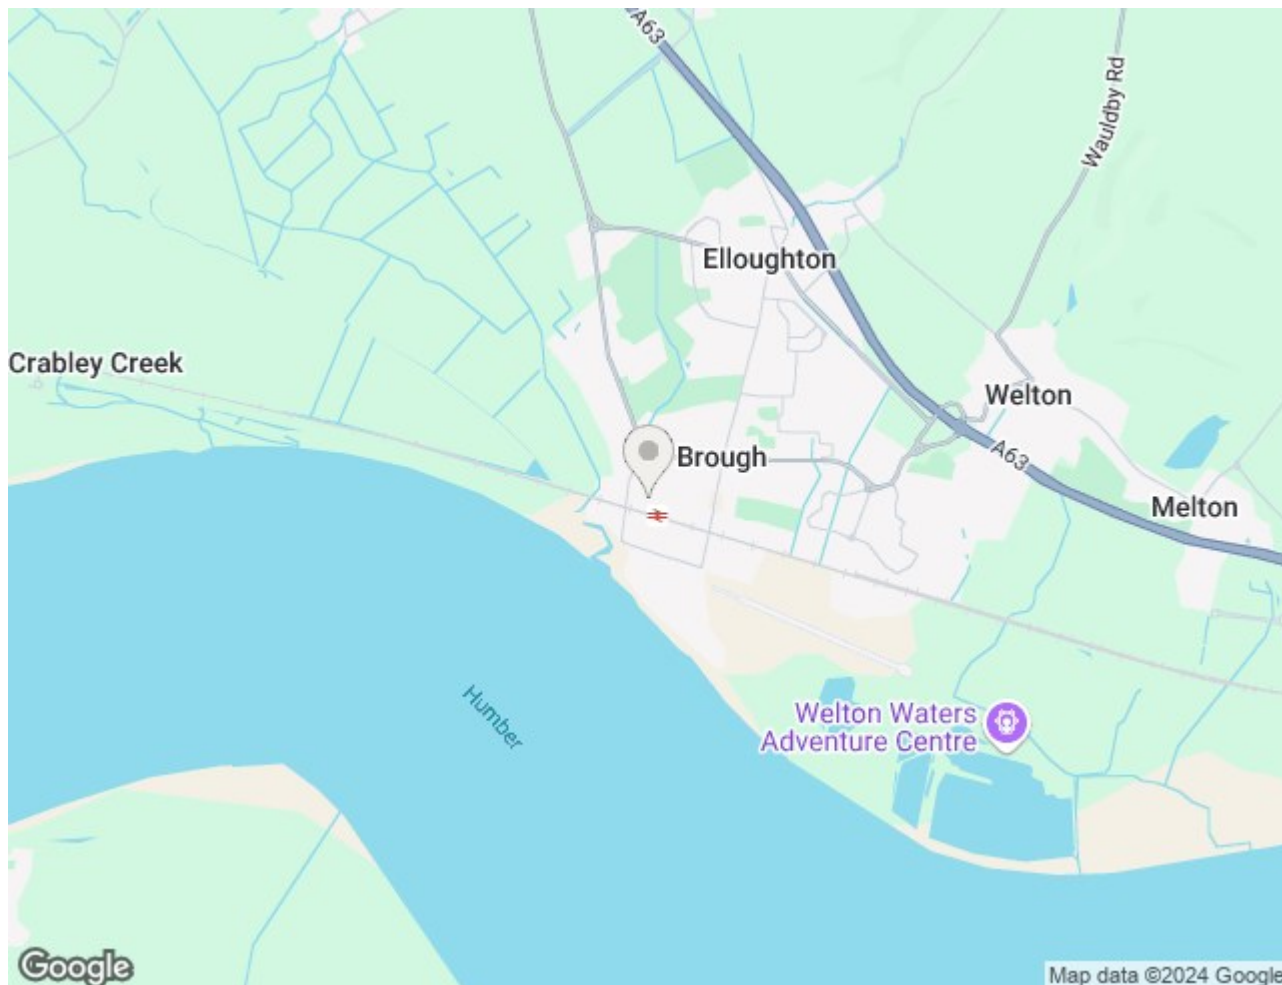 A63
Wauldby Rd
Elloughton
Crabley Creek
Welton
Brough
A63
Melton
Humber
Welton Waters
Adventure Centre
Google
Map data ©2024 Google